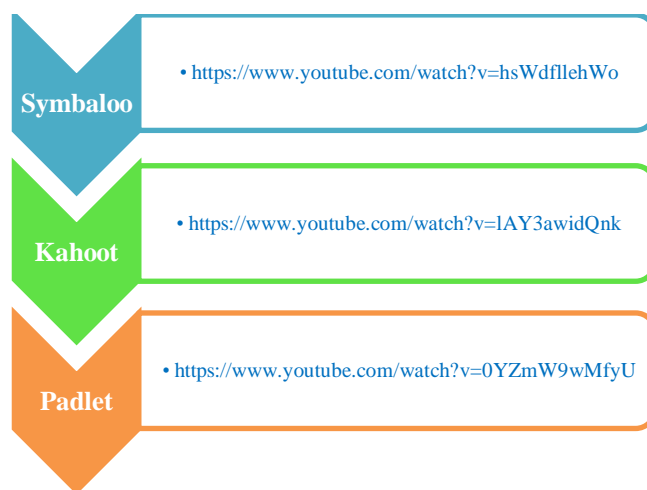 Symbaloo
• https://www.youtube.com/watch?v=hsWdfllehWo
Kahoot
• https://www.youtube.com/watch?v=lAY3awidQnk
Padlet
• https://www.youtube.com/watch?v=0YZmW9wMfyU